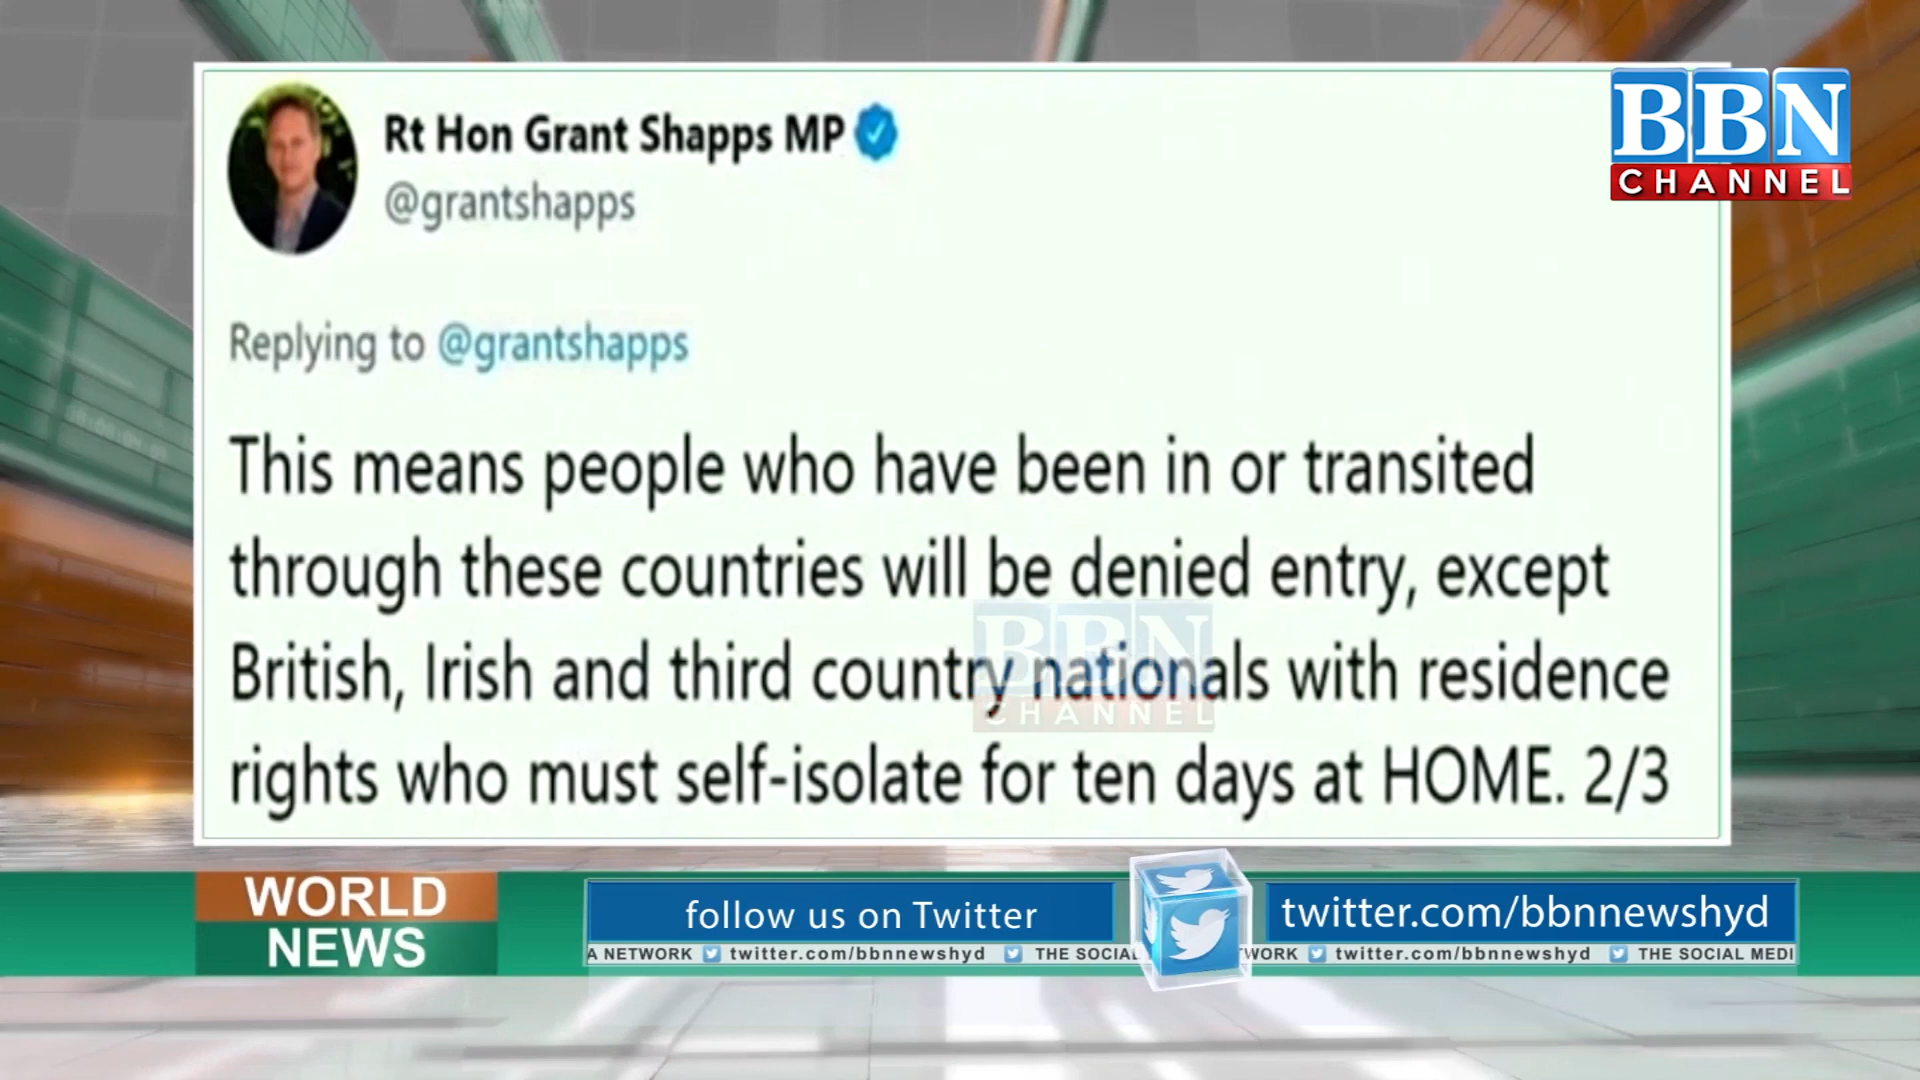 Rt Hon Grant Shapps MP
@grantshapps
BBN
CHANNEL
Replying to @grantshapps
This means people who have been in or transited
through these countries will be denied entry, except
British, Irish and third country nationals with residence
rights who must self-isolate for ten days at HOME. 2/3
BBN
CHANNEL
WORLD
NEWS
follow us on Twitter
twitter.com/bbnnewshyd
A NETWORK twitter.com/bbnnewshyd THE SOCIAL
WORK twitter.com/bbnnewshyd THE SOCIAL MEDI